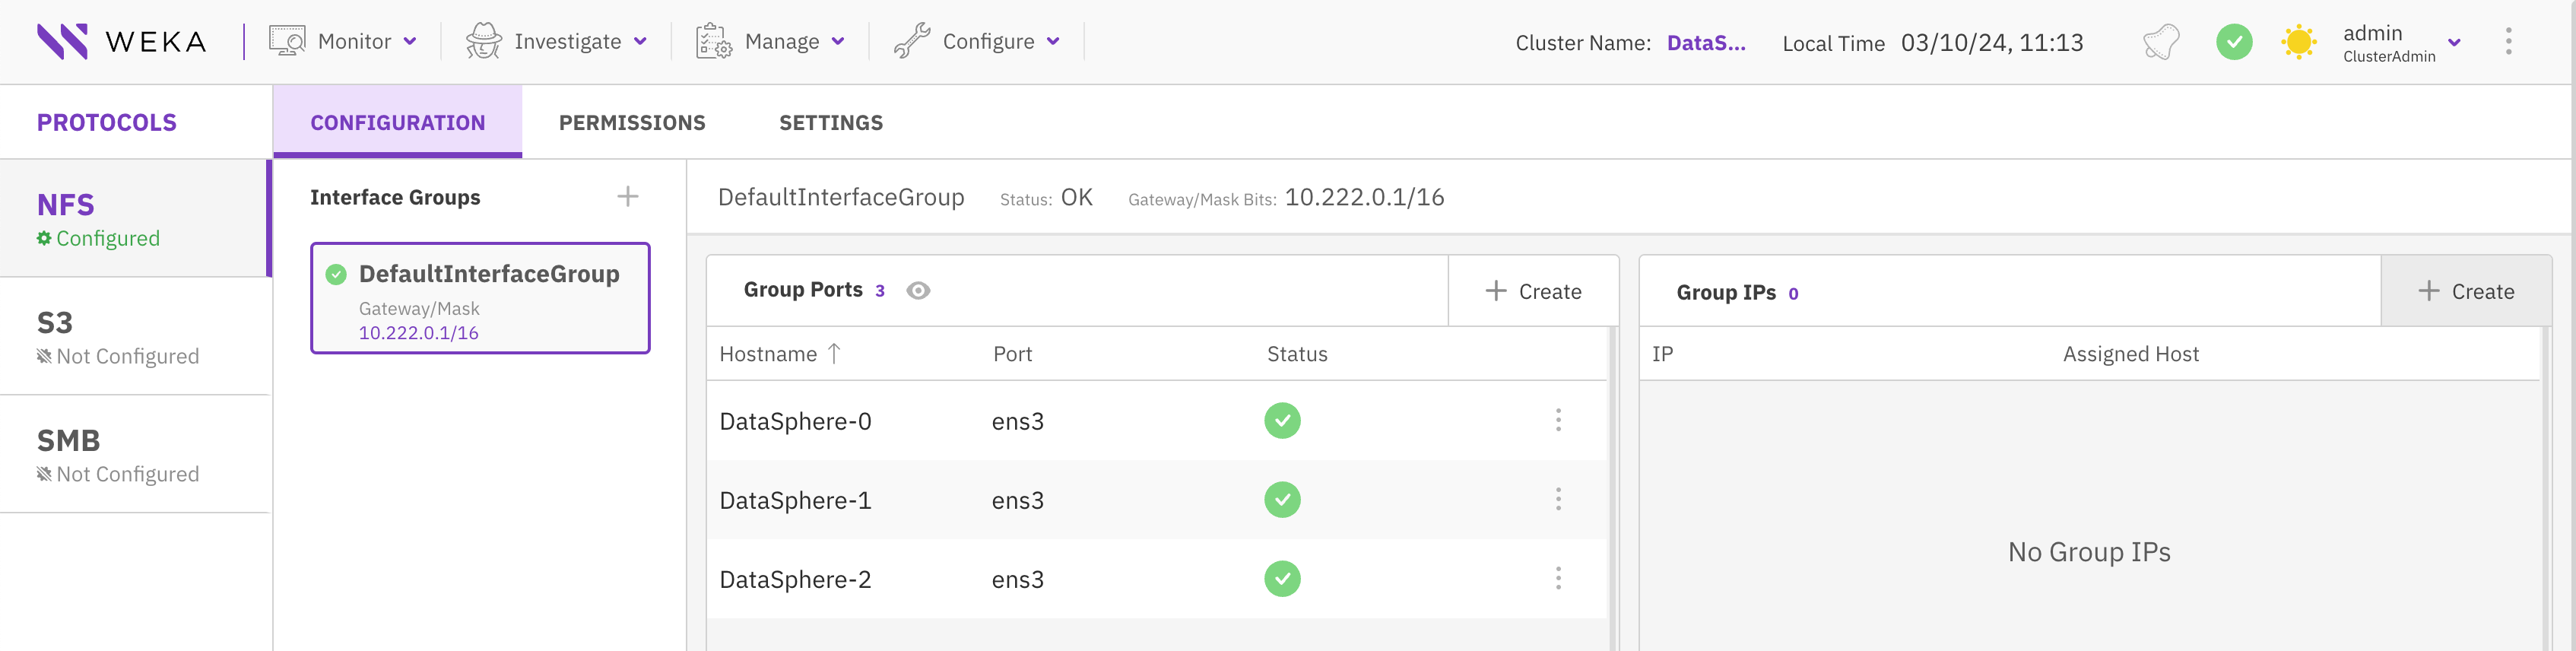 WEKA
Monitor
Investigate
Manage
Configure
Cluster Name: DataS...
Local Time 03/10/24, 11:13
admin
ClusterAdmin
PROTOCOLS
CONFIGURATION
PERMISSIONS
SETTINGS
NFS
Configured
S3
Not Configured
SMB
Not Configured
Interface Groups
DefaultInterfaceGroup
Gateway/Mask
10.222.0.1/16
DefaultInterfaceGroup Status: OK Gateway/Mask Bits: 10.222.0.1/16
Group Ports 3
Create
Hostname Port Status
DataSphere-0 ens3
DataSphere-1 ens3
DataSphere-2 ens3
Group IPs 0
Create
IP Assigned Host
No Group IPs